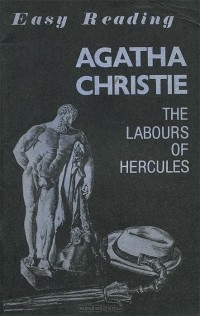 Easy Reading
AGATHA
CHRISTIE
THE
LABOURS
OF
HERCULES